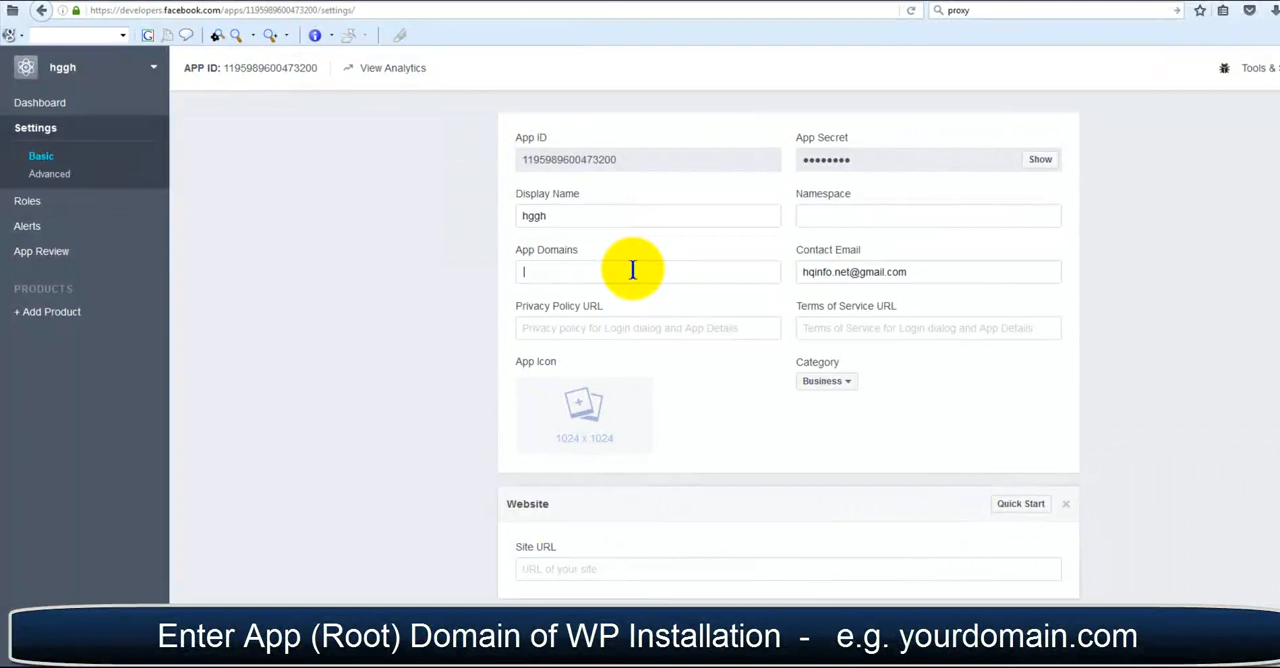 https://developers.facebook.com/apps/1195989600473200/settings/
proxy
hggh
APP ID: 1195989600473200
View Analytics
Tools &
Dashboard
Settings
Basic
Advanced
Roles
Alerts
App Review
PRODUCTS
+ Add Product
App ID
App Secret
1195989600473200
Show
Display Name
Namespace
hggh
App Domains
Contact Email
hqinfo.net@gmail.com
Privacy Policy URL
Terms of Service URL
Privacy policy for Login dialog and App Details
Terms of Service for Login dialog and App Details
App Icon
Category
Business
1024 x 1024
Website
Quick Start
Site URL
URL of your site
Enter App (Root) Domain of WP Installation - e.g. yourdomain.com